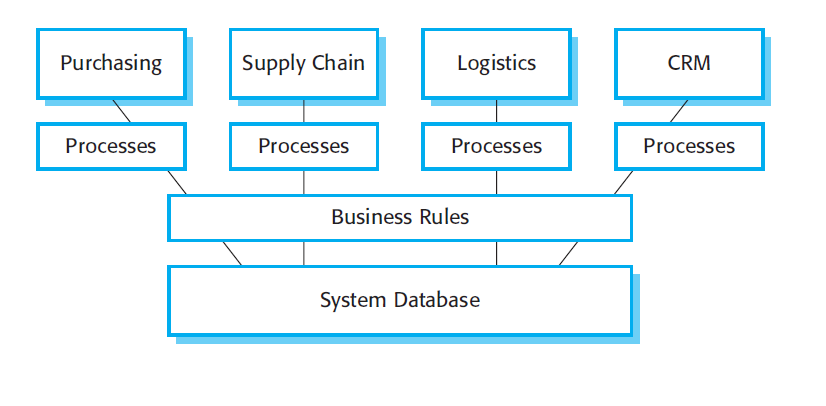 Purchasing
Supply Chain
Logistics
CRM
Processes
Processes
Processes
Processes
Business Rules
System Database